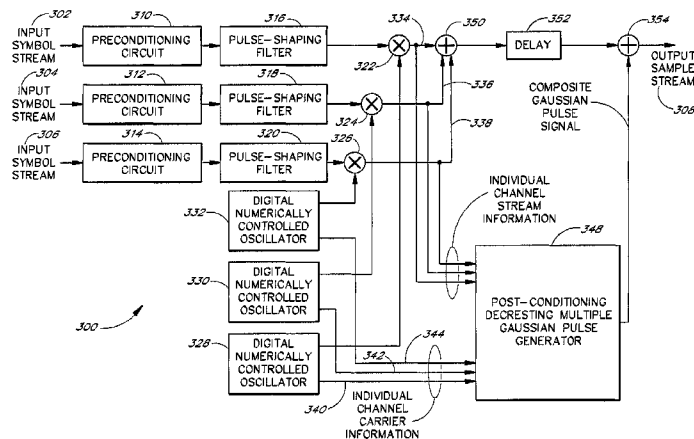 302
INPUT
SYMBOL
STREAM
304
INPUT
SYMBOL
STREAM
306
INPUT
SYMBOL
STREAM
310
PRECONDITIONING
CIRCUIT
312
PRECONDITIONING
CIRCUIT
314
PRECONDITIONING
CIRCUIT
316
PULSE-SHAPING
FILTER
318
PULSE-SHAPING
FILTER
320
PULSE-SHAPING
FILTER
322
324
326
334
336
338
350
352
DELAY
354
OUTPUT
SAMPLE
STREAM
308
COMPOSITE
GAUSSIAN
PULSE
SIGNAL
332
DIGITAL
NUMERICALLY
CONTROLLED
OSCILLATOR
330
DIGITAL
NUMERICALLY
CONTROLLED
OSCILLATOR
328
DIGITAL
NUMERICALLY
CONTROLLED
OSCILLATOR
INDIVIDUAL
CHANNEL
STREAM
INFORMATION
348
POST-CONDITIONING
DECRESTING MULTIPLE
GAUSSIAN PULSE
GENERATOR
344
342
340
INDIVIDUAL
CHANNEL
CARRIER
INFORMATION
300